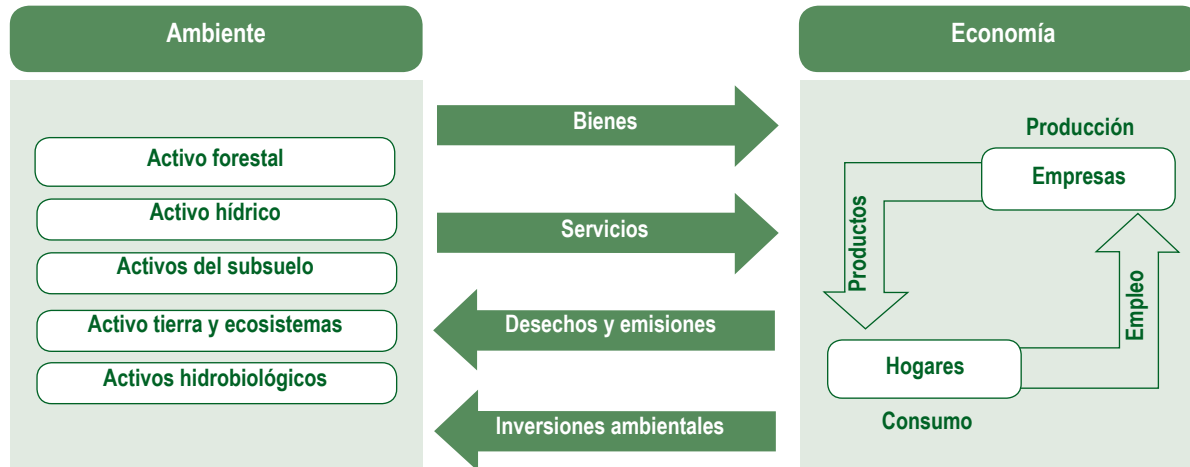 Ambiente
Activo forestal
Activo hídrico
Activos del subsuelo
Activo tierra y ecosistemas
Activos hidrobiológicos
Bienes
Servicios
Desechos y emisiones
Inversiones ambientales
Economía
Producción
Empresas
Productos
Empleo
Hogares
Consumo